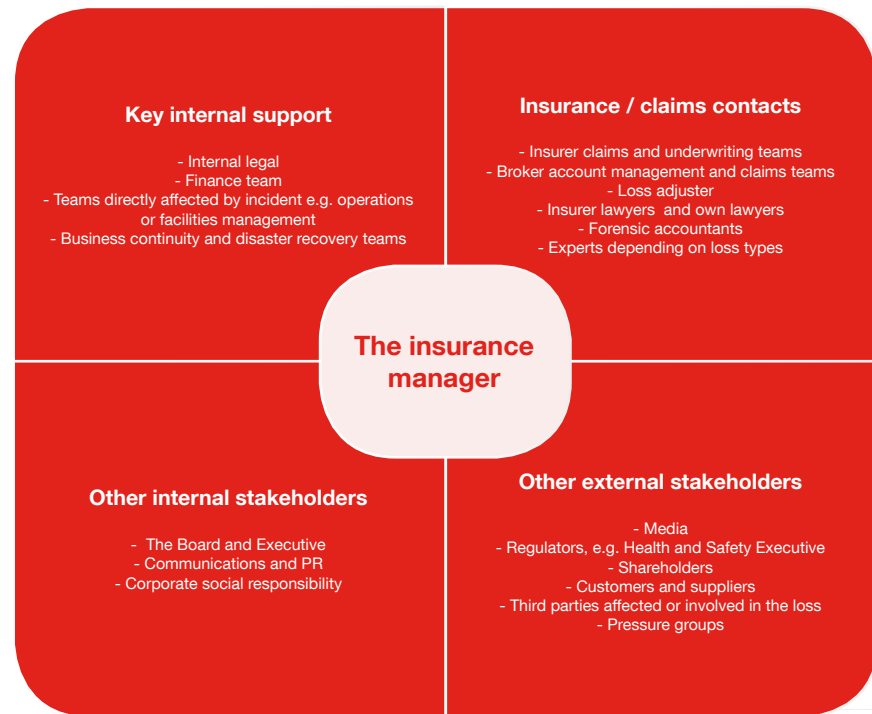 Key internal support
- Internal legal
- Finance team
- Teams directly affected by incident e.g. operations
or facilities management
- Business continuity and disaster recovery teams
Insurance / claims contacts
- Insurer claims and underwriting teams
- Broker account management and claims teams
- Loss adjuster
- Insurer lawyers  and own lawyers
- Forensic accountants
- Experts depending on loss types
The insurance
manager
Other internal stakeholders
-  The Board and Executive
- Communications and PR
- Corporate social responsibility
Other external stakeholders
- Media
- Regulators, e.g. Health and Safety Executive
- Shareholders
- Customers and suppliers
- Third parties affected or involved in the loss
- Pressure groups